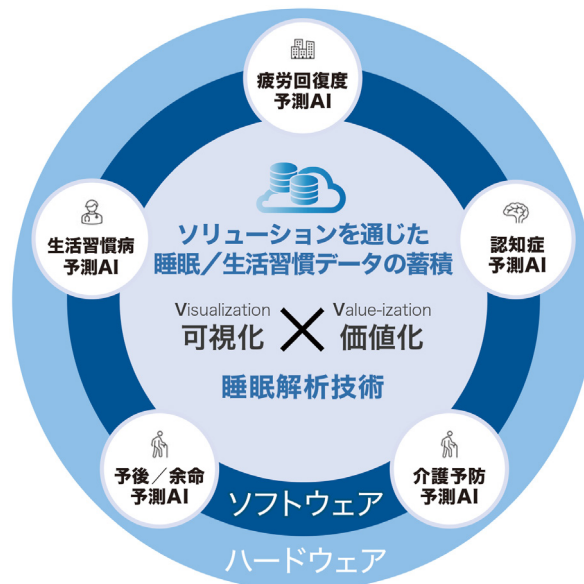 疲労回復度
予測AI
生活習慣病
予測AI
認知症
予測AI
ソリューションを通じた
睡眠／生活習慣データの蓄積
Visualization
可視化
×
Value-ization
価値化
睡眠解析技術
予後／余命
予測AI
介護予防
予測AI
ソフトウェア
ハードウェア